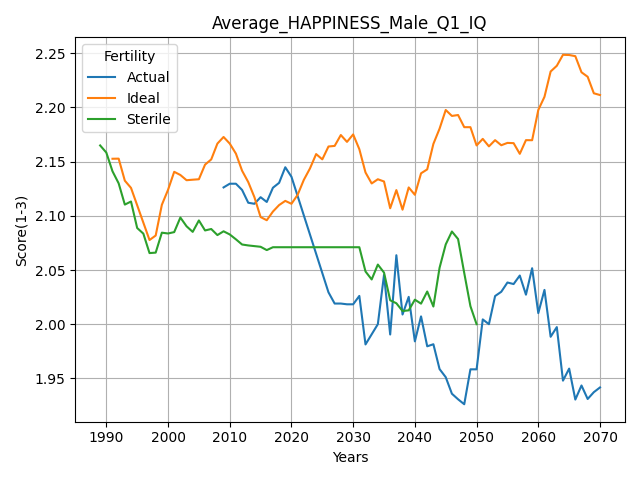 Average_HAPPINESS_Male_Q1_IQ
Fertility
Actual
Ideal
Sterile
Score(1-3)
2.25
2.20
2.15
2.10
2.05
2.00
1.95
1990 2000 2010 2020 2030 2040 2050 2060 2070
Years